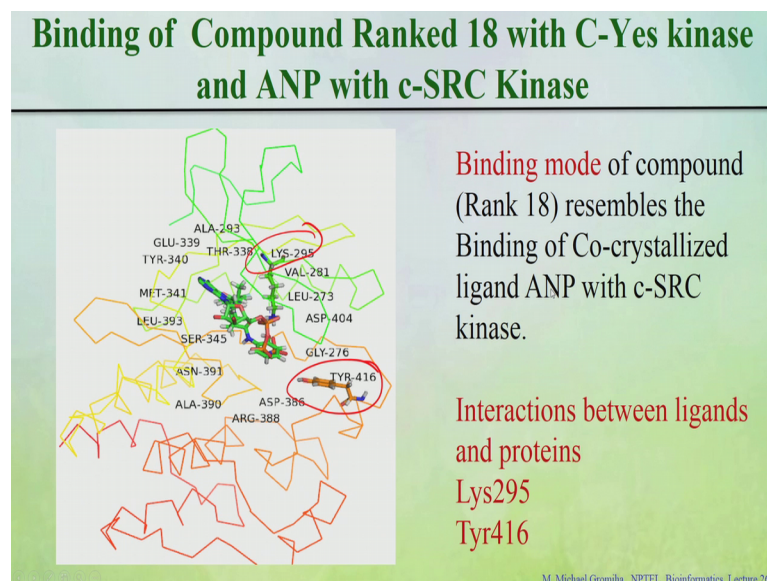 Binding of Compound Ranked 18 with C-Yes kinase
and ANP with c-SRC Kinase
ALA-293
GLU-339
THR-338
LYS-295
TYR-340
VAL-281
MET-341
LEU-273
LEU-393
ASP-404
SER-345
GLY-276
ASN-391
TYR-416
ALA-390
ASP-386
ARG-388
Binding mode of compound
(Rank 18) resembles the
Binding of Co-crystallized
ligand ANP with c-SRC
kinase.
Interactions between ligands
and proteins
Lys295
Tyr416
M. Michael Gromiha, NPTEL, Bioinformatics, Lecture